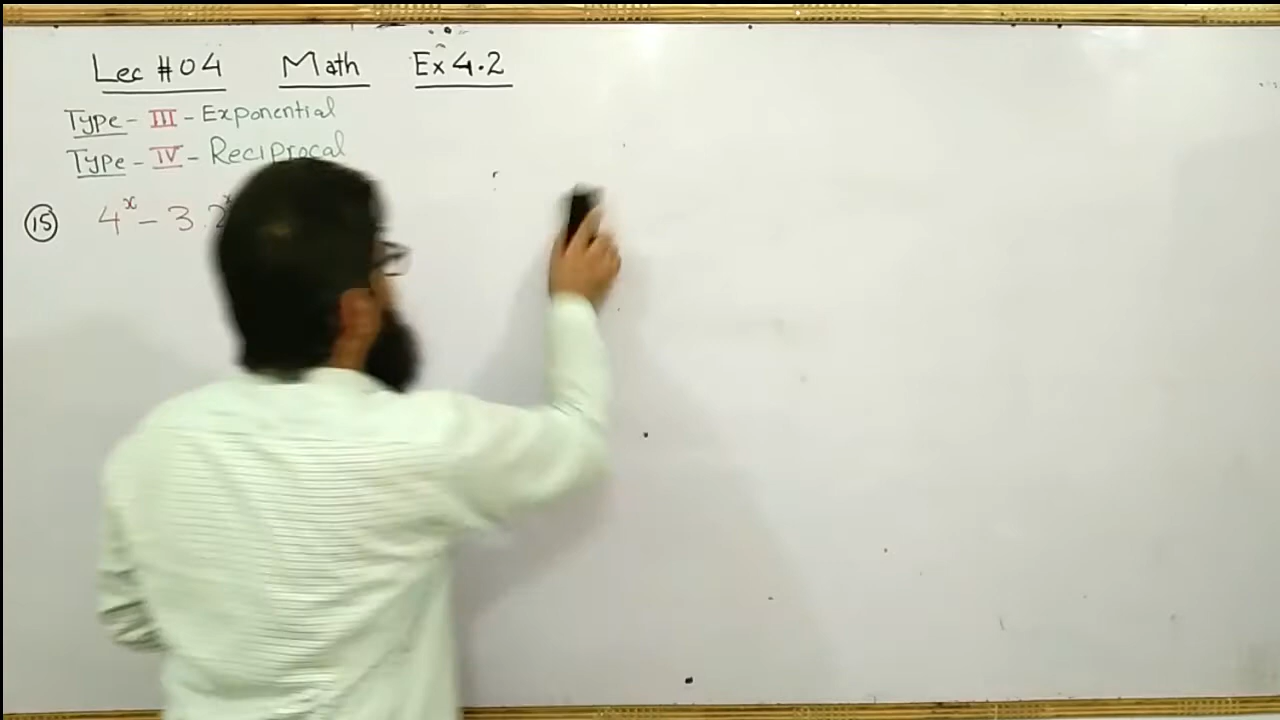 Lec #04 Math Ex 4.2
Type - III - Exponential
Type - IV - Reciprocal
(15) 4^x - 3.2^x